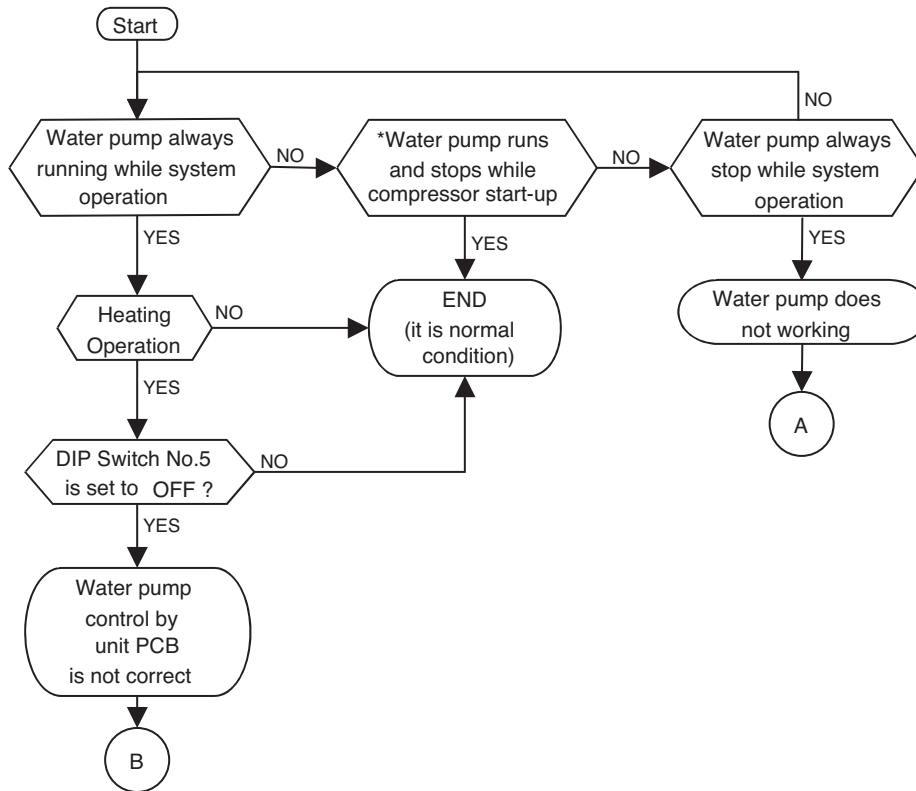 Start
NO
Water pump always
running while system
operation
NO
*Water pump runs
and stops while
compressor start-up
NO
Water pump always
stop while system
operation
YES
YES
YES
Heating
Operation
NO
END
(it is normal
condition)
Water pump does
not working
YES
A
DIP Switch No.5
is set to OFF ?
NO
YES
Water pump
control by
unit PCB
is not correct
B